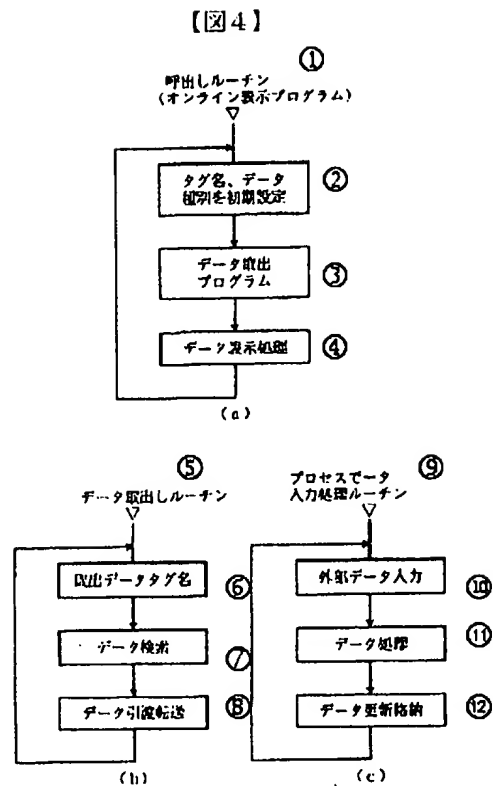 【図4】
①
呼出しルーチン
(オンライン表示プログラム)
タグ名、データ
種別を初期設定
②
データ取出
プログラム
③
データ表示処理
④
(a)
⑤
データ取出しルーチン
取出データタグ名
⑥
データ検索
⑦
データ引渡転送
⑧
(b)
⑨
プロセスでータ
入力処理ルーチン
外部データ入力
⑩
データ処理
⑪
データ更新格納
⑫
(c)